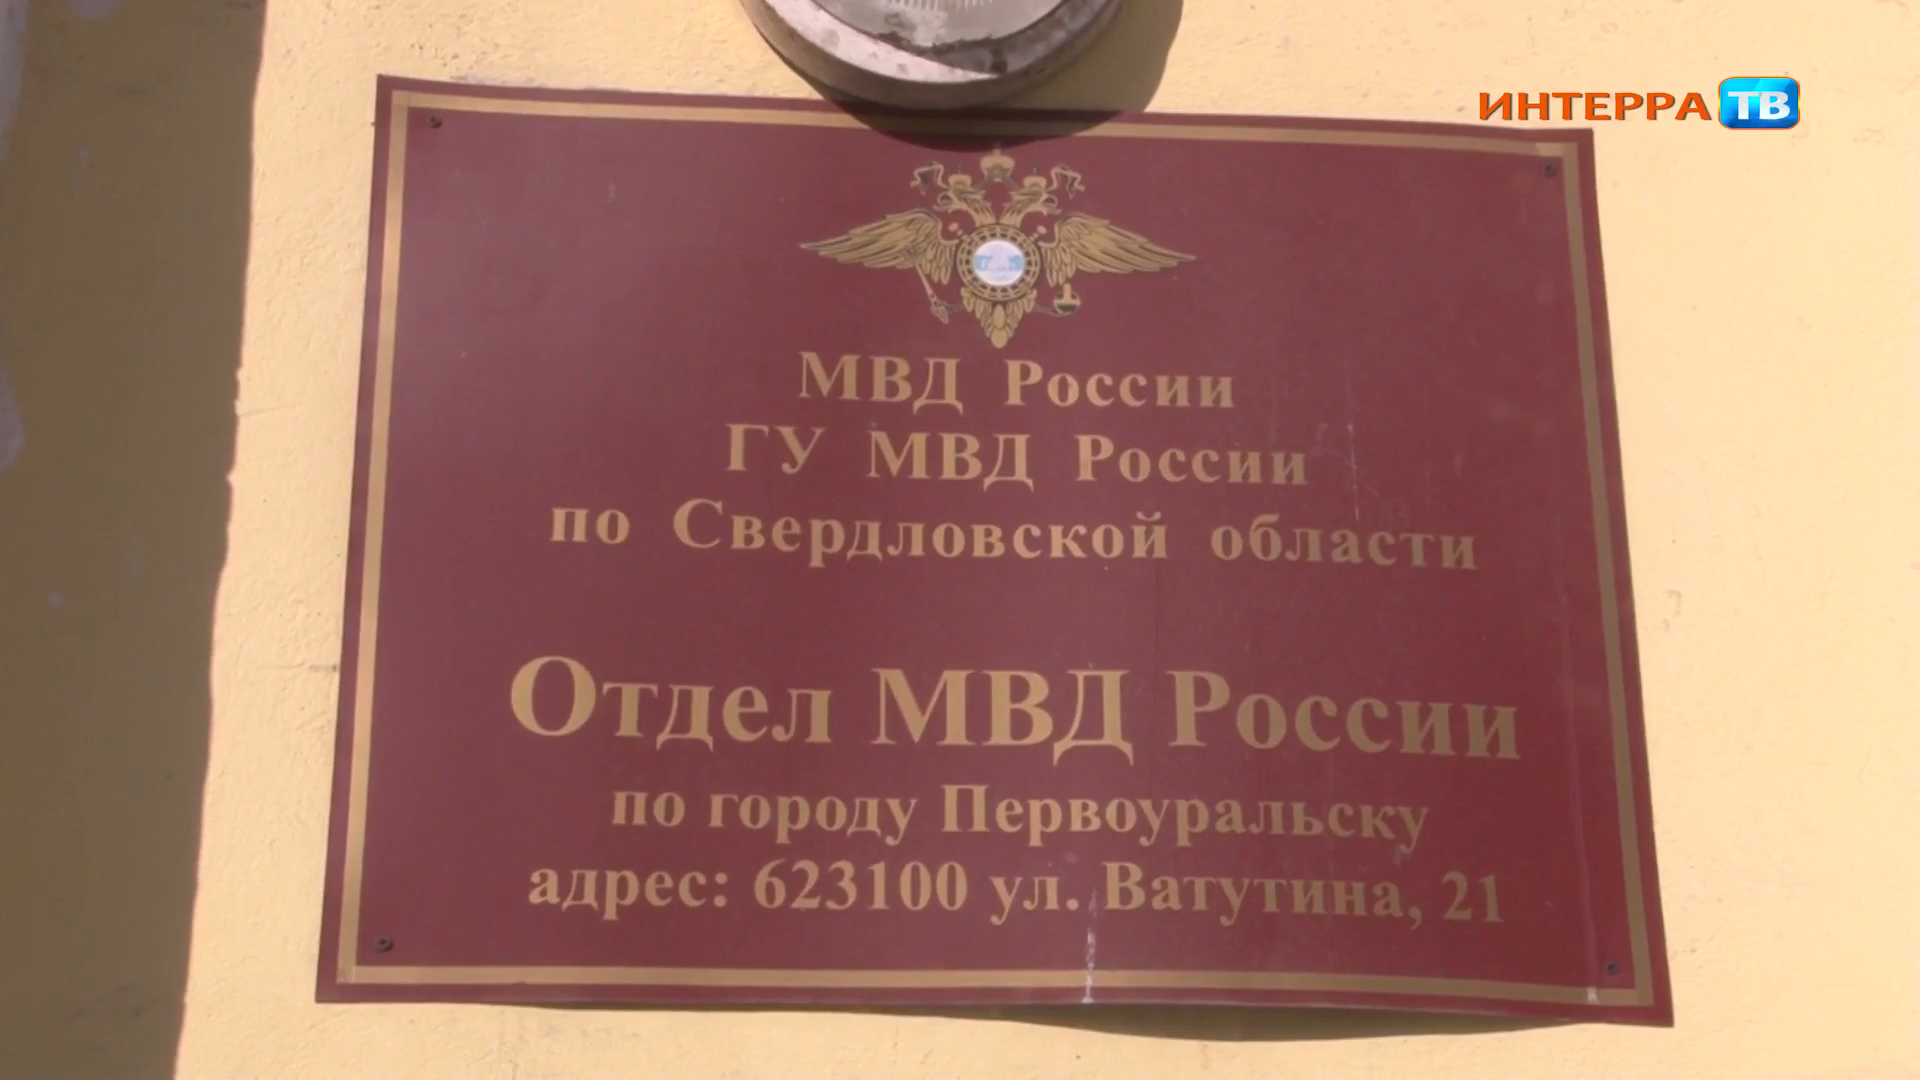 ИНТЕРРА ТВ
МВД России
ГУ МВД России
по Свердловской области
Отдел МВД России
по городу Первоуральску
адрес: 623100 ул. Ватутина, 21